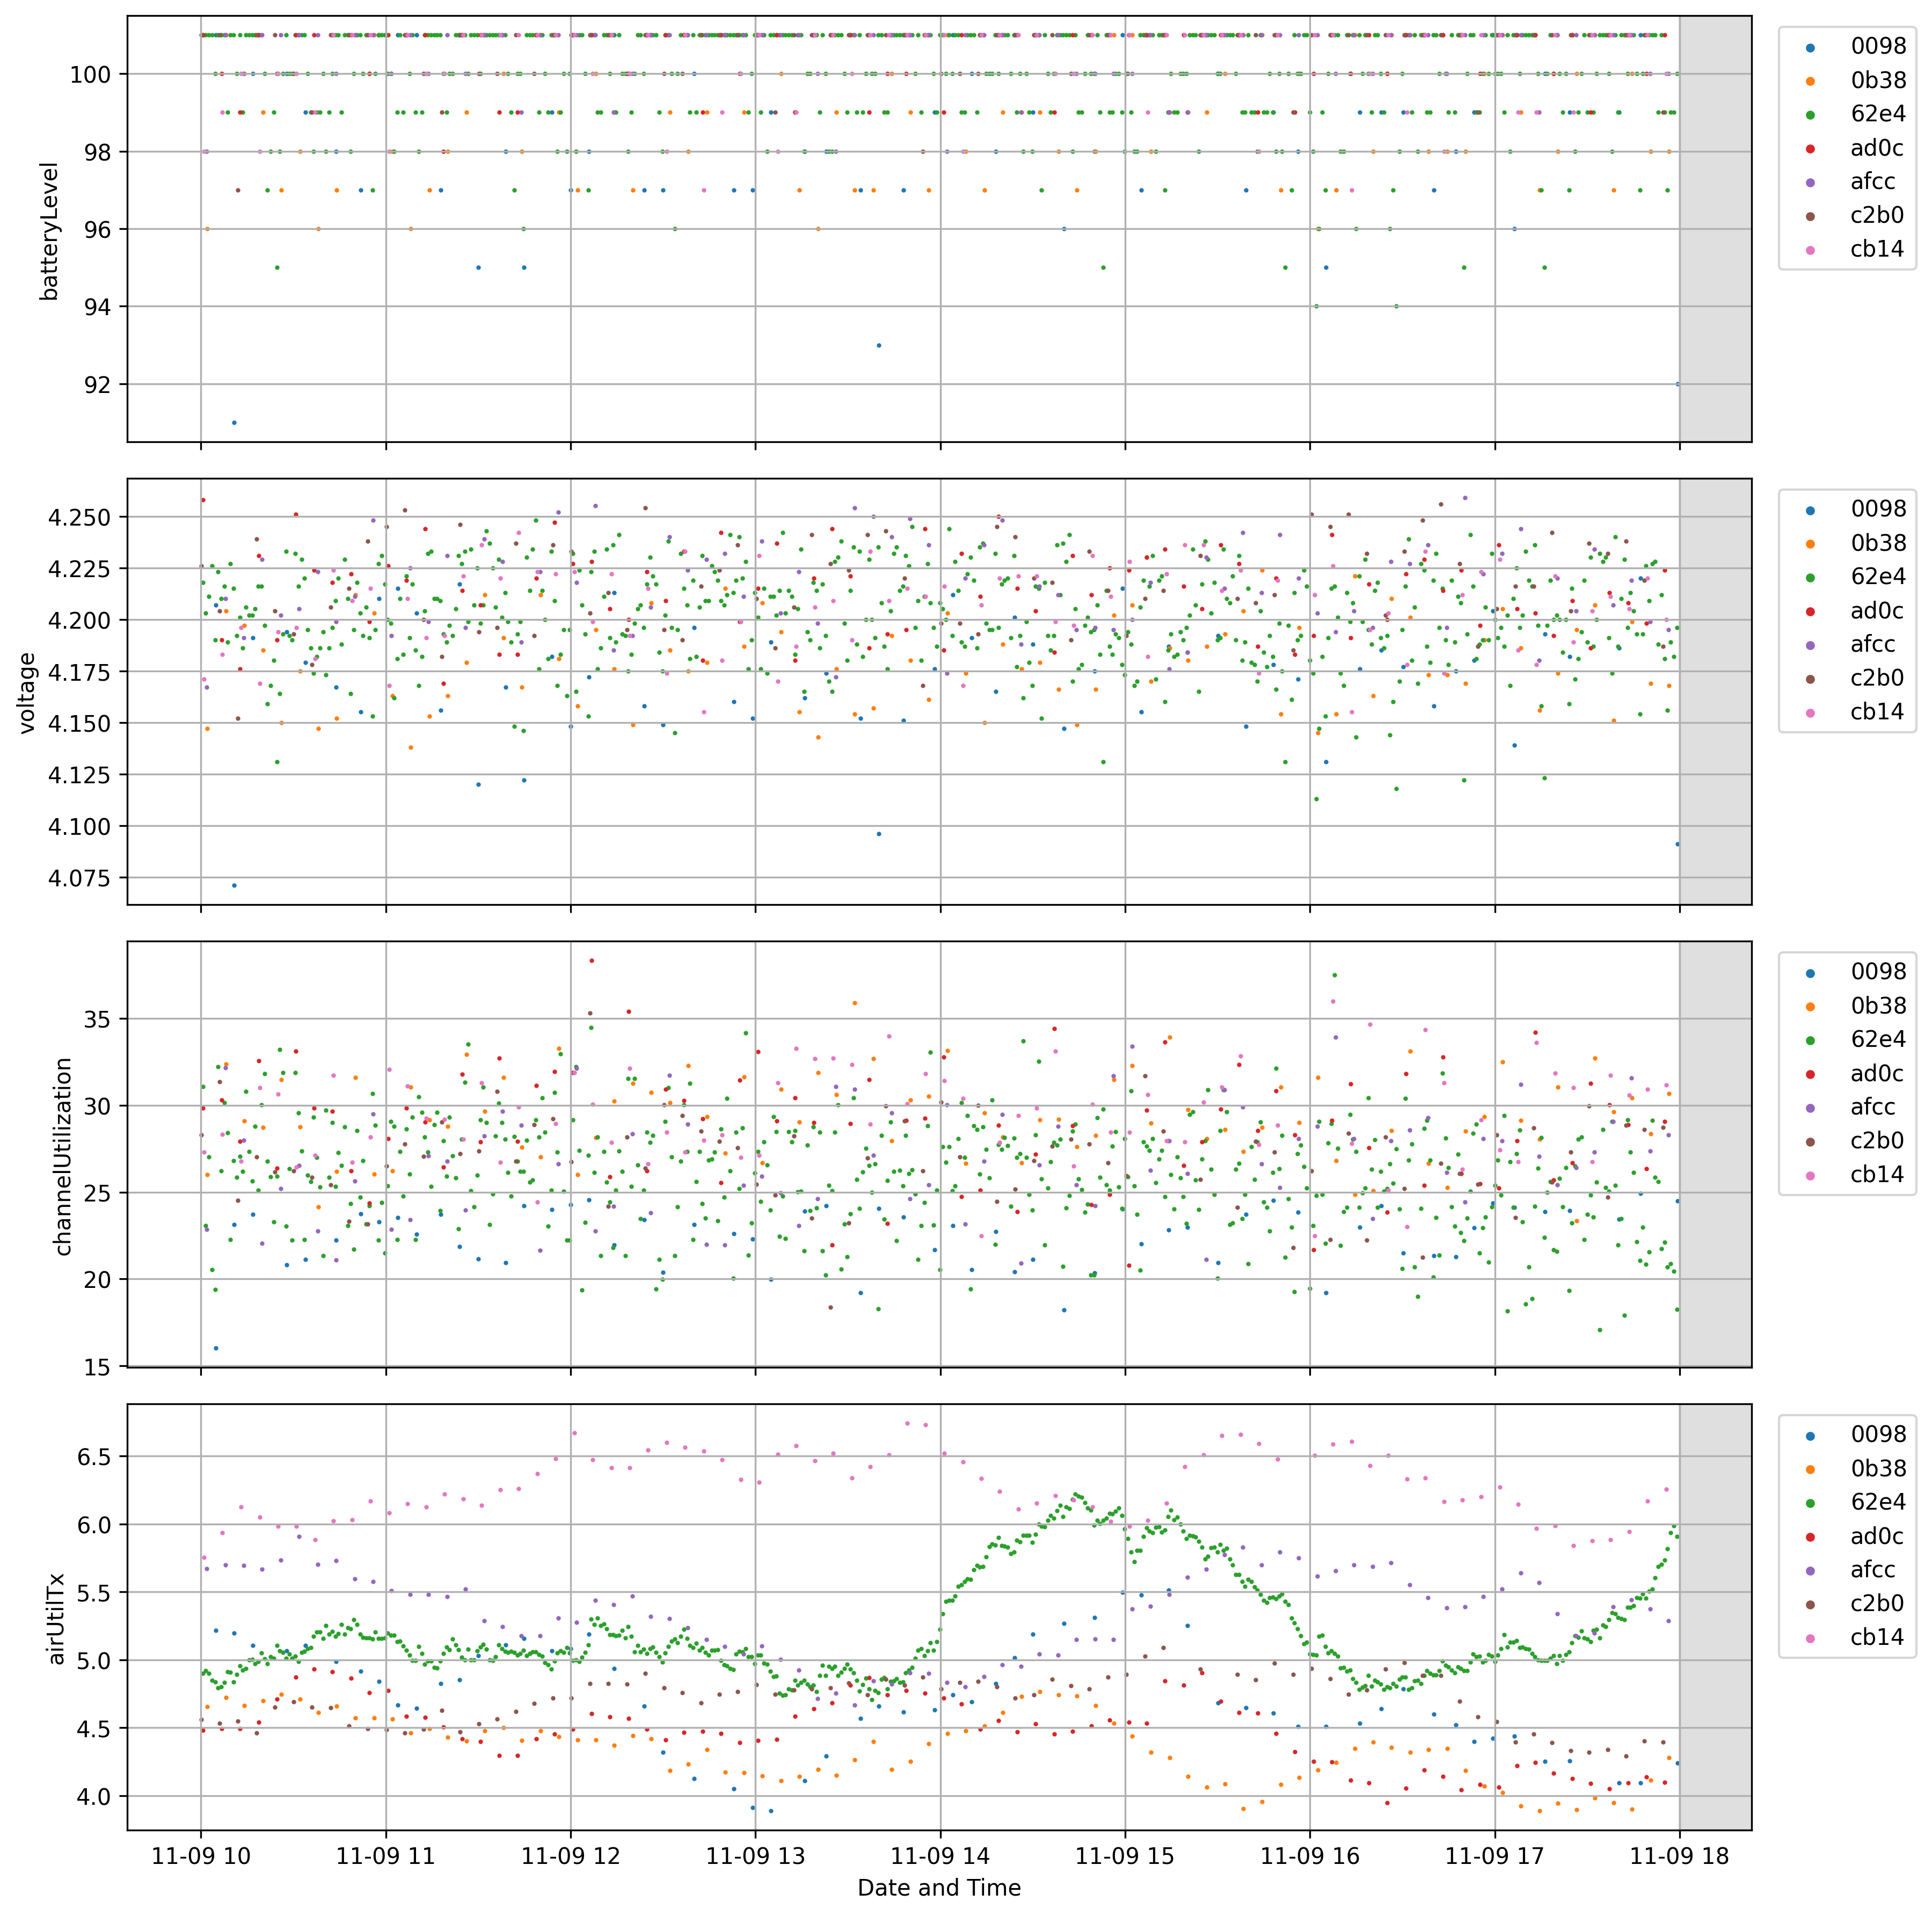 batteryLevel
100
98
96
94
92
0098
0b38
62e4
ad0c
afcc
c2b0
cb14
voltage
4.250
4.225
4.200
4.175
4.150
4.125
4.100
4.075
0098
0b38
62e4
ad0c
afcc
c2b0
cb14
channelUtilization
35
30
25
20
15
0098
0b38
62e4
ad0c
afcc
c2b0
cb14
airUtilTx
6.5
6.0
5.5
5.0
4.5
4.0
0098
0b38
62e4
ad0c
afcc
c2b0
cb14
11-09 10 11-09 11 11-09 12 11-09 13 11-09 14 11-09 15 11-09 16 11-09 17 11-09 18
Date and Time